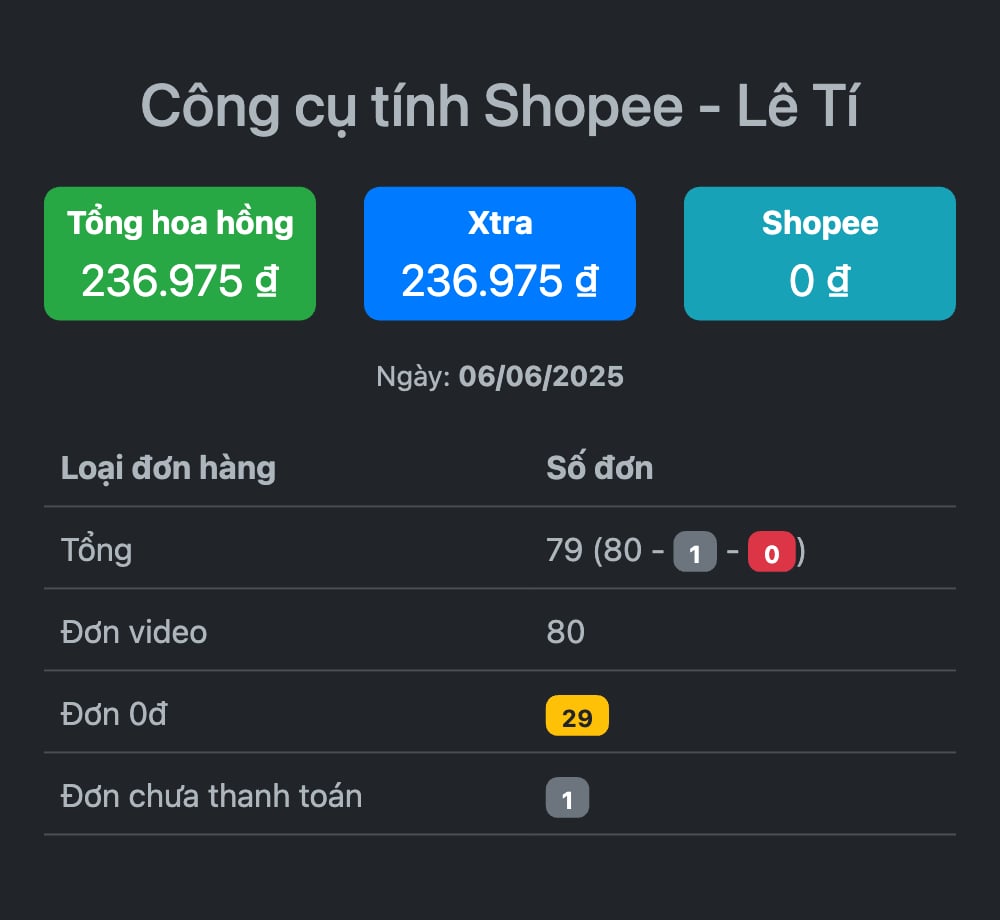 Công cụ tính Shopee - Lê Tí
Tổng hoa hồng
236.975 ₫
Xtra
236.975 ₫
Shopee
0 ₫
Ngày: 06/06/2025
Loại đơn hàng Số đơn
Tổng 79 (80 - 1 - 0)
Đơn video 80
Đơn 0đ 29
Đơn chưa thanh toán 1